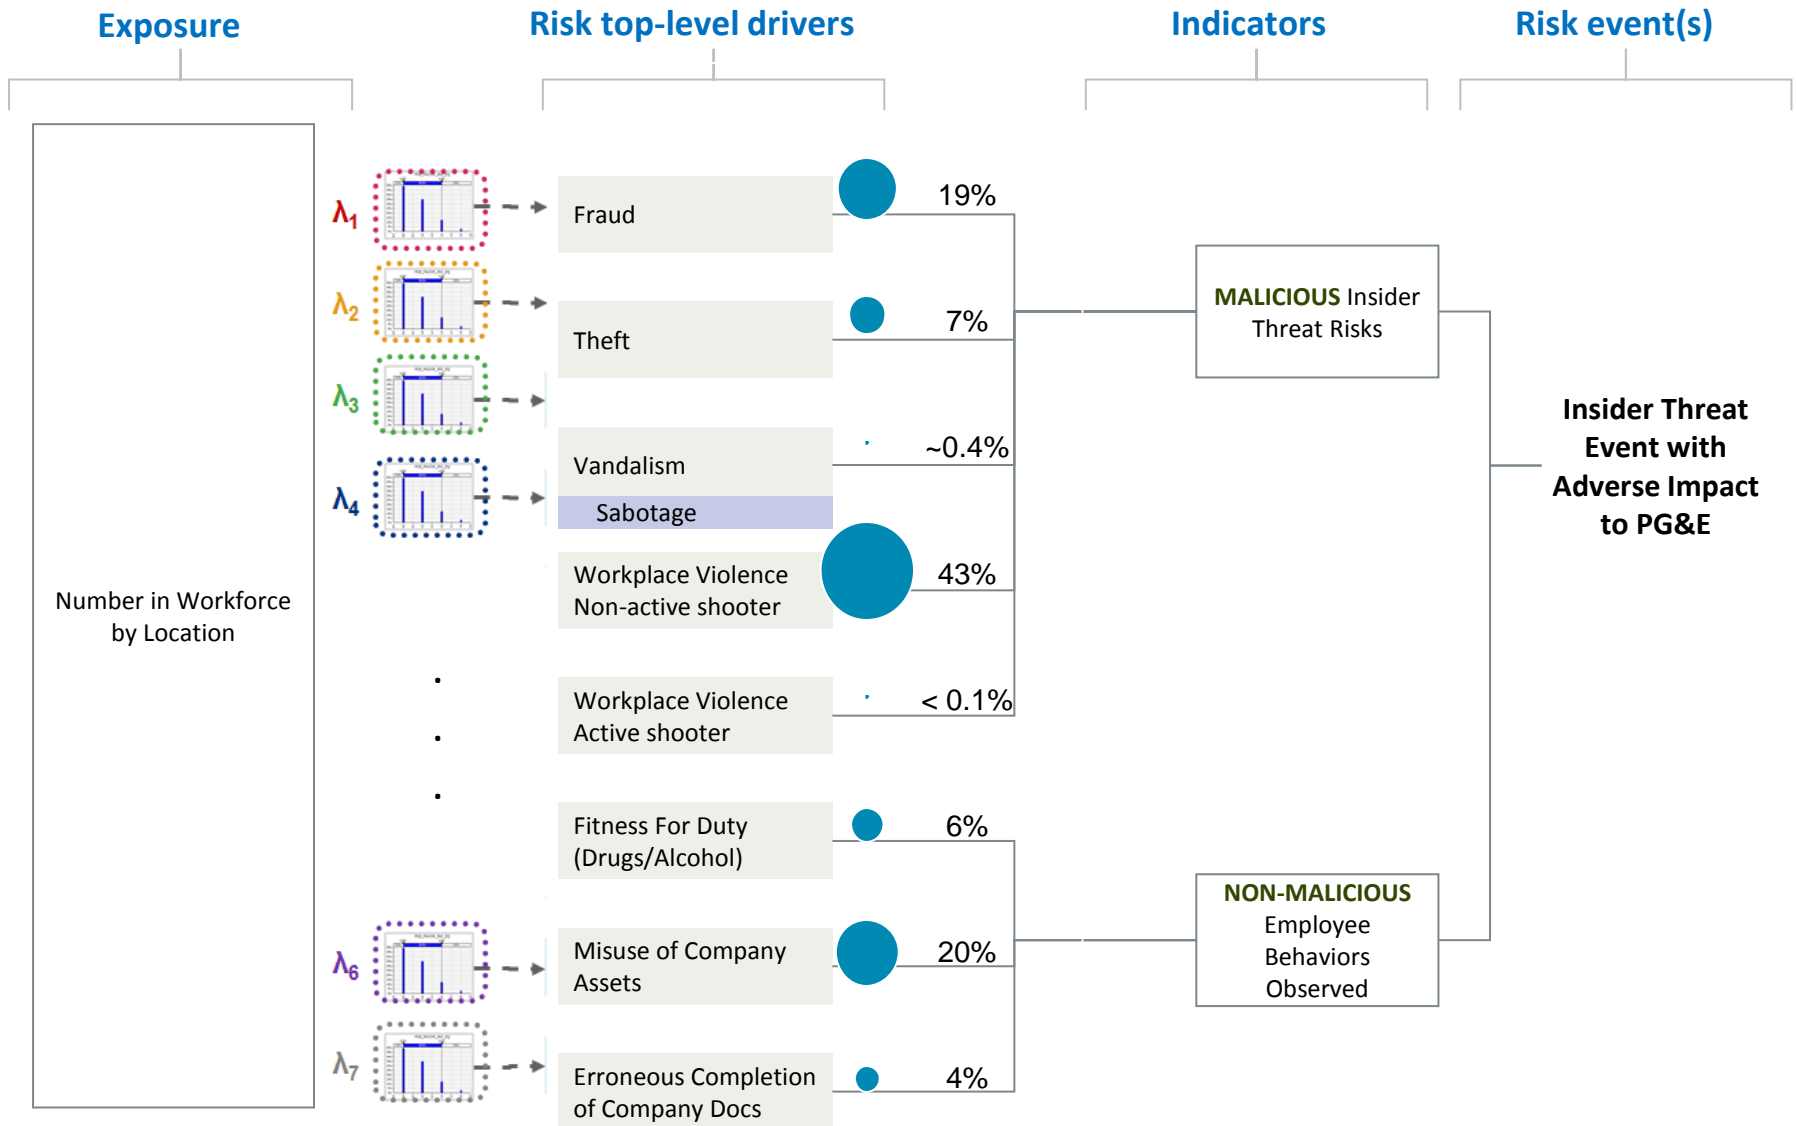 Exposure
Risk top-level drivers
Indicators
Risk event(s)
Number in Workforce
by Location
λ1
λ2
λ3
λ4
.
.
.
λ6
λ7
Fraud
19%
Theft
7%
Vandalism
~0.4%
Sabotage
Workplace Violence
Non-active shooter
43%
Workplace Violence
Active shooter
< 0.1%
Fitness For Duty
(Drugs/Alcohol)
6%
Misuse of Company
Assets
20%
Erroneous Completion
of Company Docs
4%
MALICIOUS Insider
Threat Risks
NON-MALICIOUS
Employee
Behaviors
Observed
Insider Threat
Event with
Adverse Impact
to PG&E